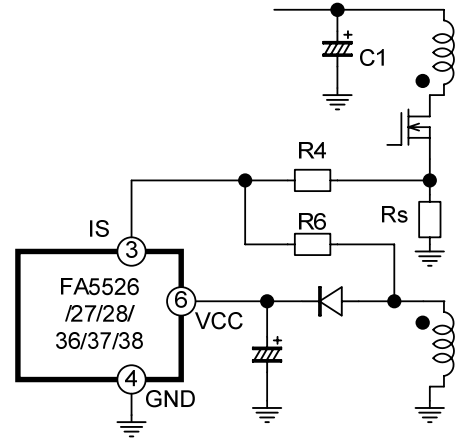 +
C1
R4
R6
Rs
IS
3
FA5526
/27/28/
36/37/38
6
VCC
+
4
GND